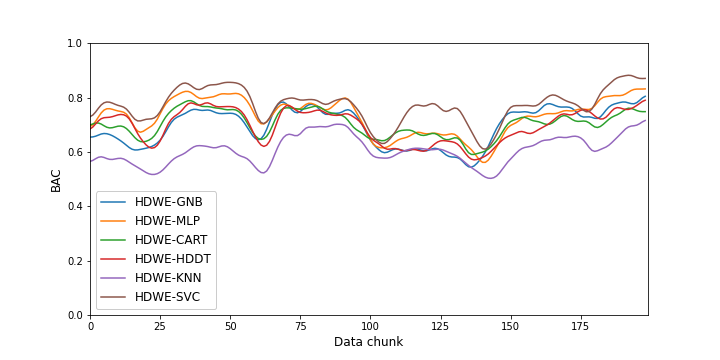 1.0
0.8
0.6
0.4
0.2
0.0
BAC
HDWE-GNB
HDWE-MLP
HDWE-CART
HDWE-HDDT
HDWE-KNN
HDWE-SVC
0 25 50 75 100 125 150 175
Data chunk